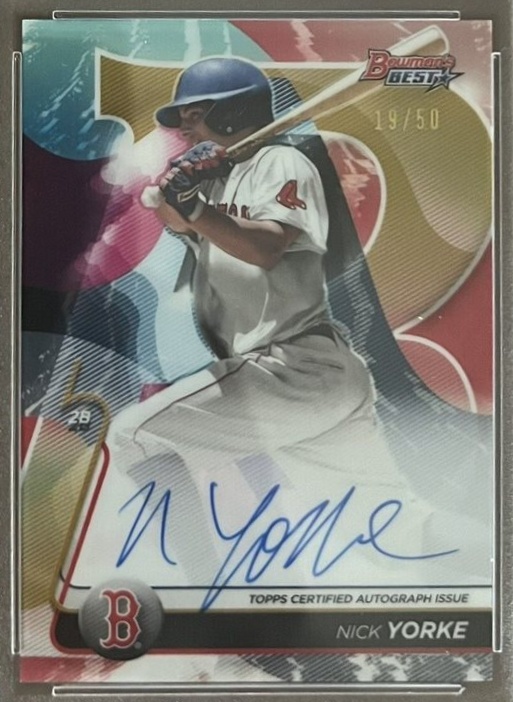 Bowman's
BEST
19/50
2B
N Yorke
TOPPS CERTIFIED AUTOGRAPH ISSUE
B
NICK YORKE